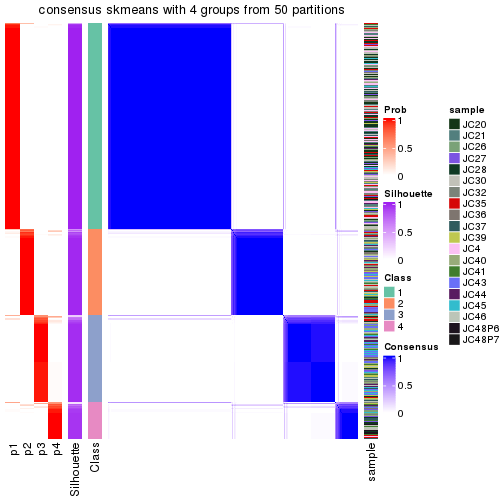 consensus skmeans with 4 groups from 50 partitions
Prob
1
0.5
0
Silhouette
1
0.5
0
Class
1
2
3
4
Consensus
1
0.5
0
sample
JC20
JC21
JC26
JC27
JC28
JC30
JC32
JC35
JC36
JC37
JC39
JC4
JC40
JC41
JC43
JC44
JC45
JC46
JC48P6
JC48P7
p1
p2
p3
p4
Silhouette
Class
sample